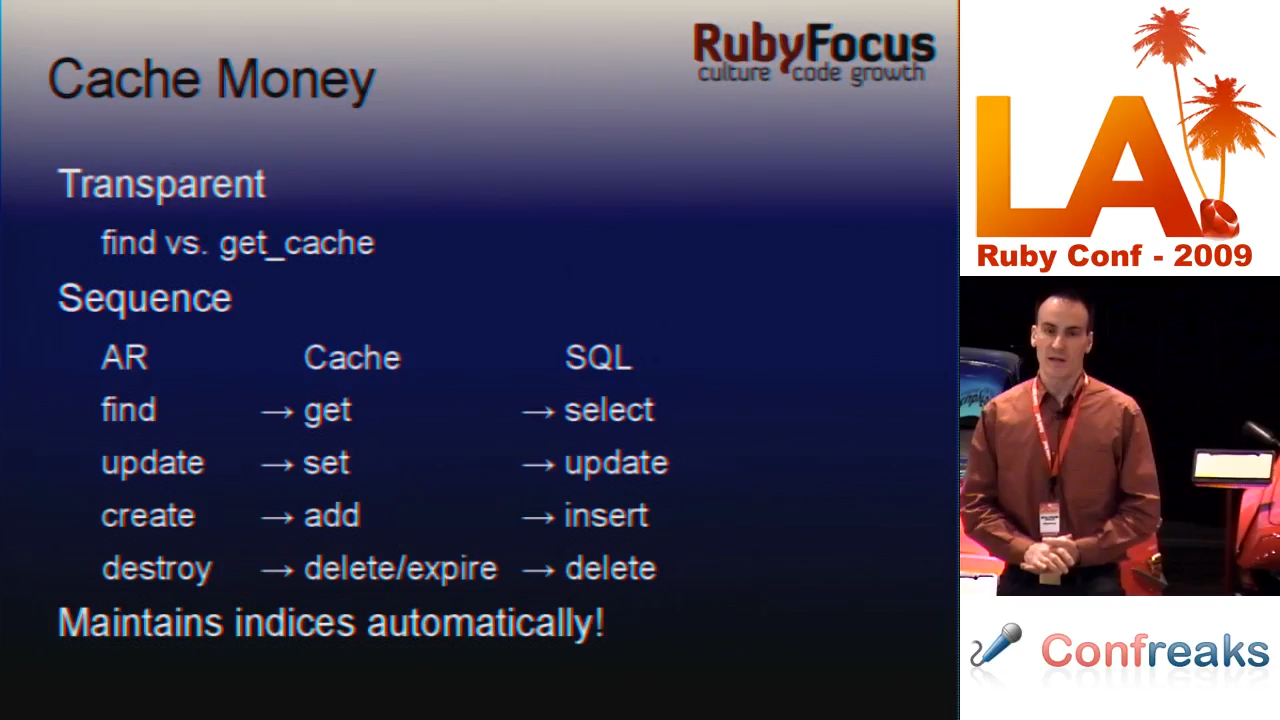 Cache Money
RubyFocus
culture code growth
Transparent
find vs. get_cache
Sequence
AR Cache SQL
find → get → select
update → set → update
create → add → insert
destroy → delete/expire → delete
Maintains indices automatically!
LA
Ruby Conf - 2009
Confreaks